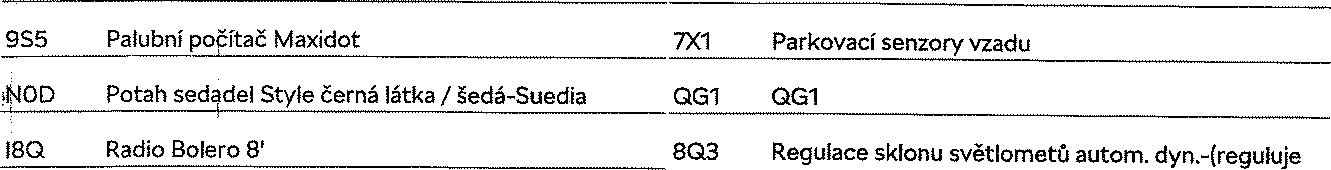 9S5 Palubní počítač Maxidot 7X1 Parkovací senzory vzadu
N0D Potah sedadel Style černá látka / šedá-Suedia QG1 QG1
I8Q Radio Bolero 8' 8Q3 Regulace sklonu světlometů autom. dyn.-(reguluje